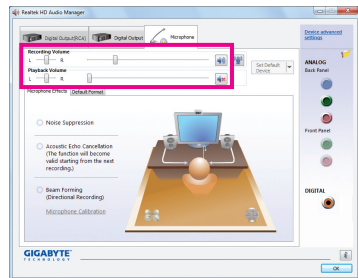 Realtek HD Audio Manager
Digital Output(RCA)
Digital Output
Microphone
Device advanced
settings
Recording Volume
L
R
Set Default
Device
Playback Volume
L
R
ANALOG
Back Panel
Microphone Effects
Default Format
Noise Suppression
Acoustic Echo Cancellation
(The function will become
valid starting from the next
recording.)
Front Panel
Beam Forming
(Directional Recording)
Microphone Calibration
DIGITAL
GIGABYTE™
TECHNOLOGY
OK